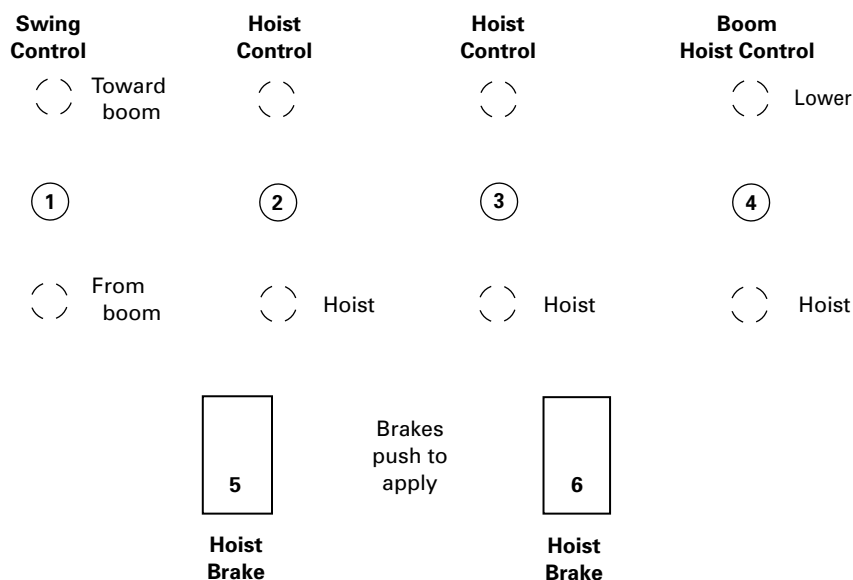 Swing
Control
Hoist
Control
Hoist
Control
Boom
Hoist Control
Toward
boom
Lower
1
2
3
4
From
boom
Hoist
Hoist
Hoist
5
Brakes
push to
apply
6
Hoist
Brake
Hoist
Brake